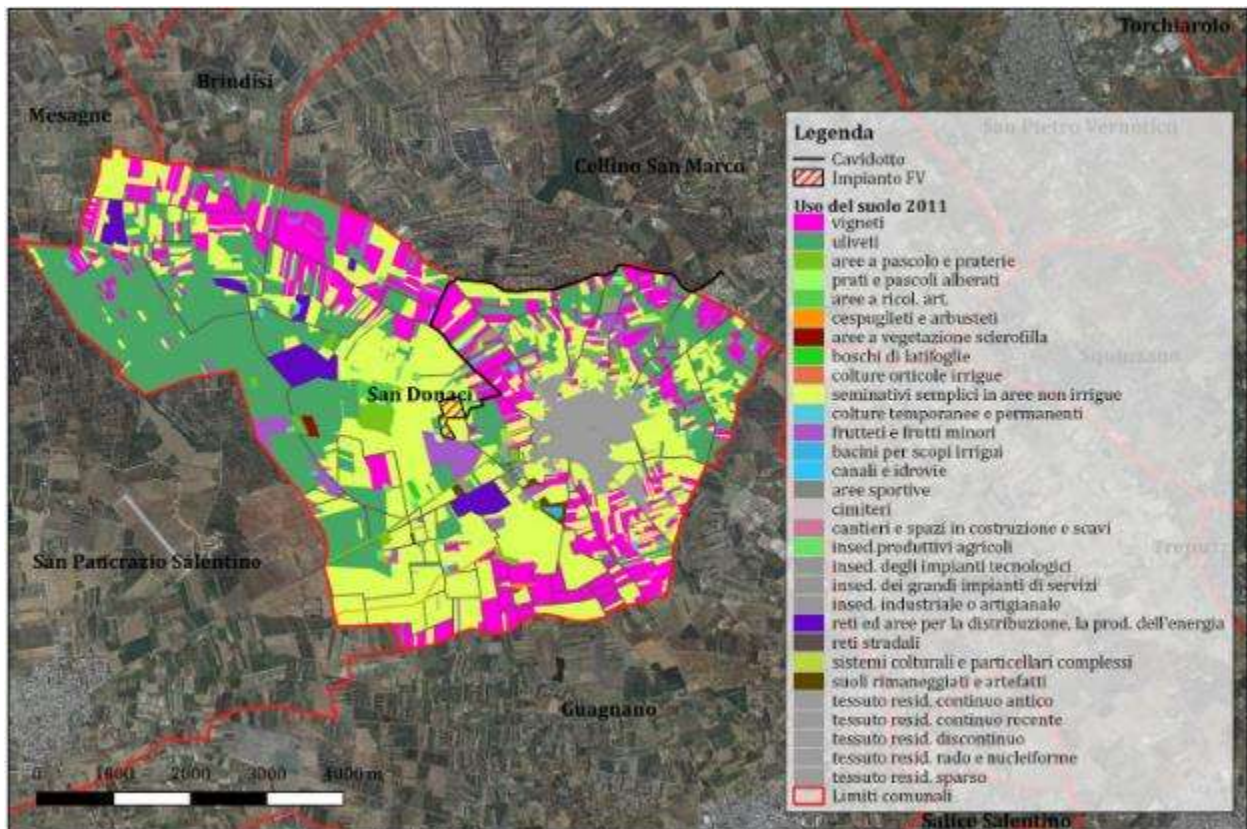 Torchiarolo
Brindisi
Mesagne
Cellino San Marco
San Pietro Vernotico
Squinzano
San Donaci
San Pancrazio Salentino
Guagnano
Salice Salentino
0 1000 2000 3000 4000 m
Legenda
Cavidotto
Impianto FV
Uso del suolo 2011
vigneti
uliveti
aree a pascolo e praterie
prati e pascoli alberati
aree a ricol. art.
cespuglieti e arbusteti
aree a vegetazione sclerofilla
boschi di latifoglie
colture orticole irrigue
seminativi semplici in aree non irrigue
colture temporanee e permanenti
frutteti e frutti minori
bacini per scopi irrigui
canali e idrovie
aree sportive
cimiteri
cantieri e spazi in costruzione e scavi
insed.produttivi agricoli
insed. degli impianti tecnologici
insed. dei grandi impianti di servizi
insed. industriale o artigianale
reti ed aree per la distribuzione, la prod. dell'energia
reti stradali
sistemi colturali e particellari complessi
suoli rimaneggiati e artefatti
tessuto resid. continuo antico
tessuto resid. continuo recente
tessuto resid. discontinuo
tessuto resid. rado e nucleiforme
tessuto resid. sparso
Limiti comunali